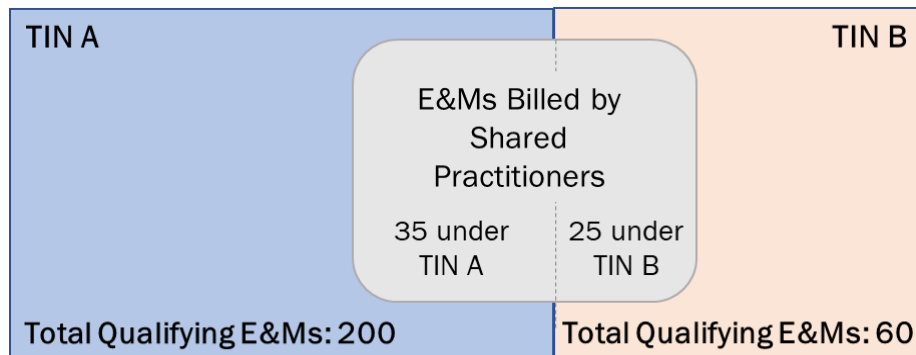 TIN A
TIN B
E&Ms Billed by
Shared
Practitioners
35 under
TIN A
25 under
TIN B
Total Qualifying E&Ms: 200
Total Qualifying E&Ms: 60